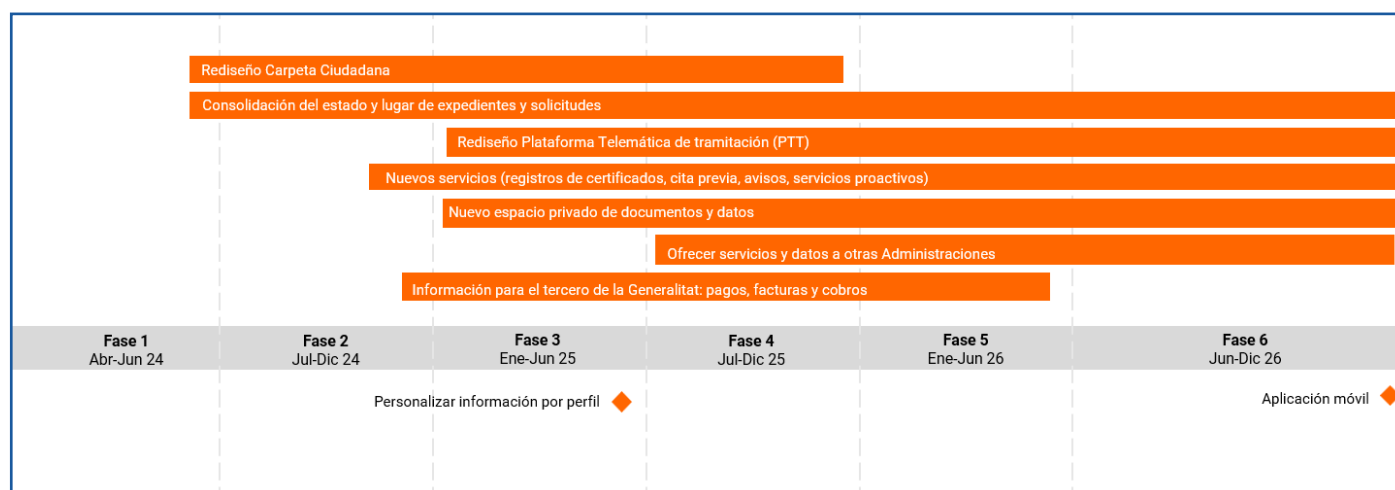 Rediseño Carpeta Ciudadana
Consolidación del estado y lugar de expedientes y solicitudes
Rediseño Plataforma Telemática de tramitación (PTT)
Nuevos servicios (registros de certificados, cita previa, avisos, servicios proactivos)
Nuevo espacio privado de documentos y datos
Ofrecer servicios y datos a otras Administraciones
Información para el tercero de la Generalitat: pagos, facturas y cobros
Fase 1
Abr-Jun 24
Fase 2
Jul-Dic 24
Fase 3
Ene-Jun 25
Fase 4
Jul-Dic 25
Fase 5
Ene-Jun 26
Fase 6
Jun-Dic 26
Personalizar información por perfil
Aplicación móvil